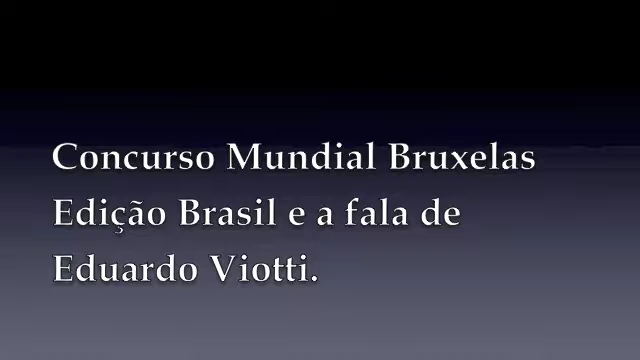 Concurso Mundial Bruxelas
Edição Brasil e a fala de
Eduardo Viotti.